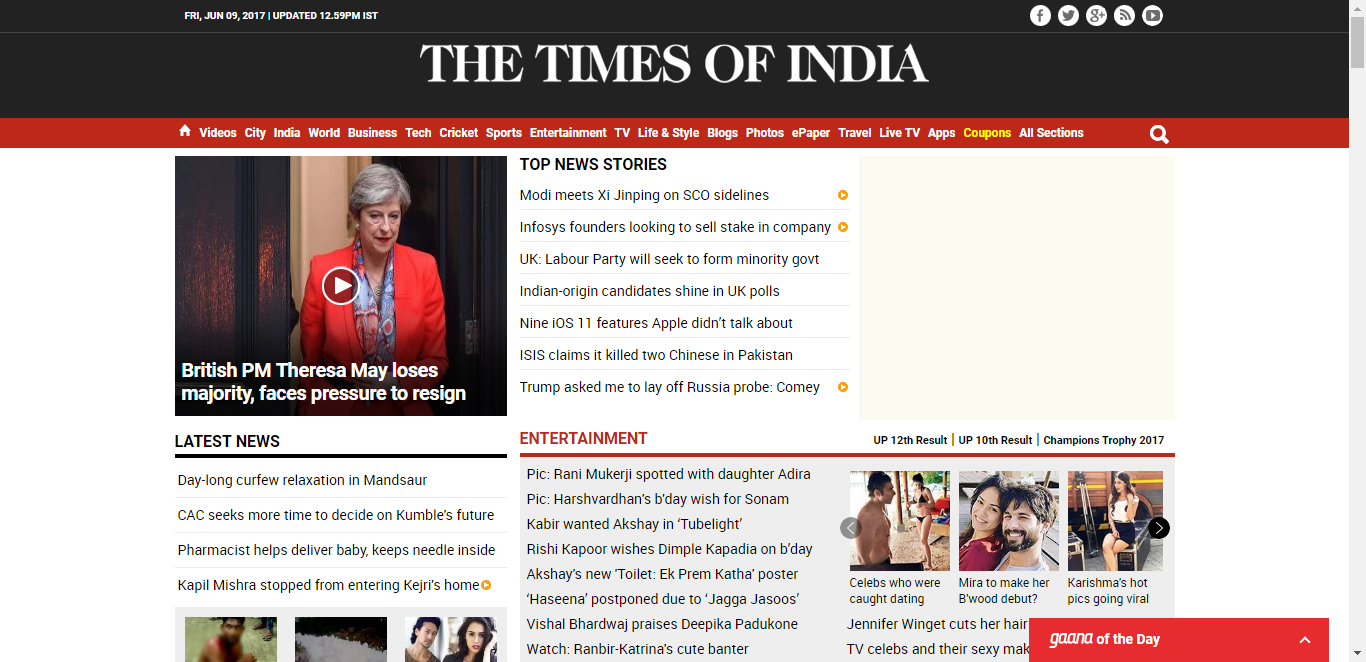 FRI, JUN 09, 2017 | UPDATED 12.59PM IST
THE TIMES OF INDIA
Videos City India World Business Tech Cricket Sports Entertainment TV Life & Style Blogs Photos ePaper Travel Live TV Apps Coupons All Sections
British PM Theresa May loses
majority, faces pressure to resign
TOP NEWS STORIES
Modi meets Xi Jinping on SCO sidelines
Infosys founders looking to sell stake in company
UK: Labour Party will seek to form minority govt
Indian-origin candidates shine in UK polls
Nine iOS 11 features Apple didn’t talk about
ISIS claims it killed two Chinese in Pakistan
Trump asked me to lay off Russia probe: Comey
LATEST NEWS
Day-long curfew relaxation in Mandsaur
CAC seeks more time to decide on Kumble's future
Pharmacist helps deliver baby, keeps needle inside
Kapil Mishra stopped from entering Kejri's home
ENTERTAINMENT
UP 12th Result | UP 10th Result | Champions Trophy 2017
Pic: Rani Mukerji spotted with daughter Adira
Pic: Harshvardhan's b'day wish for Sonam
Kabir wanted Akshay in ‘Tubelight’
Rishi Kapoor wishes Dimple Kapadia on b’day
Akshay's new 'Toilet: Ek Prem Katha' poster
‘Haseena’ postponed due to ‘Jagga Jasoos’
Vishal Bhardwaj praises Deepika Padukone
Watch: Ranbir-Katrina's cute banter
Celebs who were
caught dating
Mira to make her
B'wood debut?
Karishma's hot
pics going viral
Jennifer Winget cuts her hair
TV celebs and their sexy mak
gaana of the Day